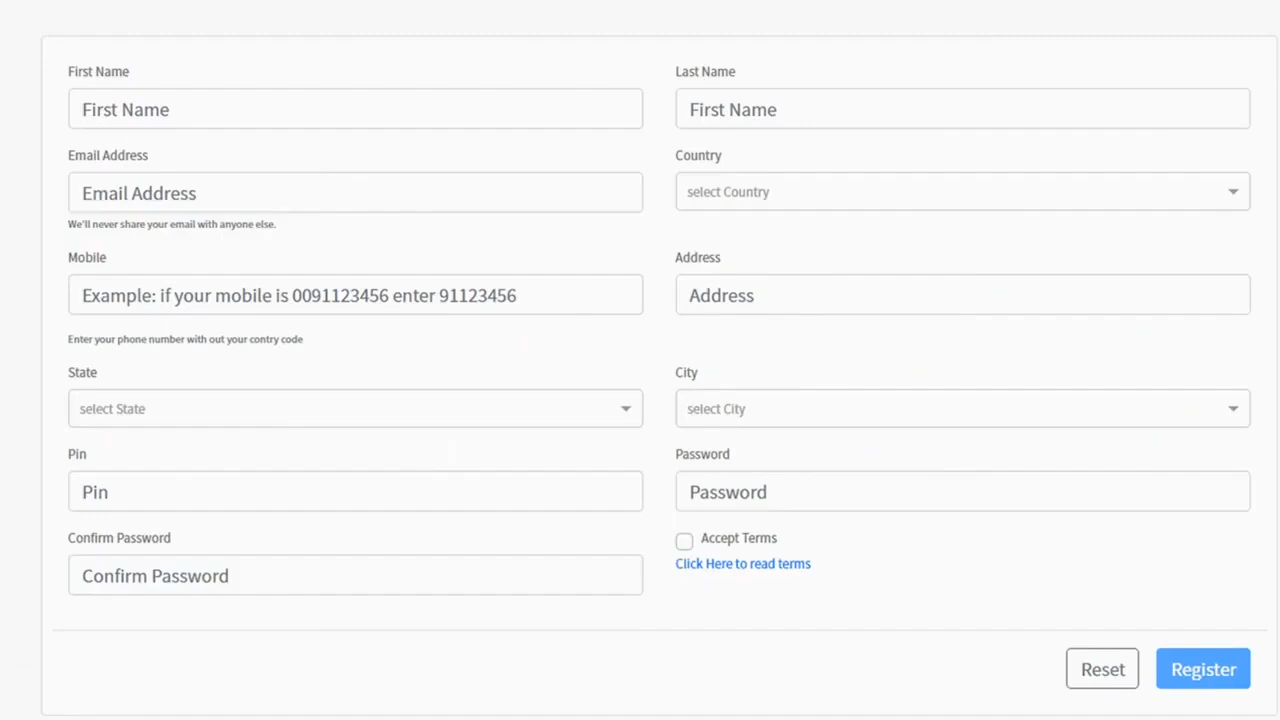 First Name
Last Name
First Name
First Name
Email Address
Country
Email Address
select Country
We'll never share your email with anyone else.
Mobile
Address
Example: if your mobile is 0091123456 enter 91123456
Address
Enter your phone number with out your contry code
State
City
select State
select City
Pin
Password
Pin
Password
Confirm Password
Accept Terms
Click Here to read terms
Confirm Password
Reset
Register